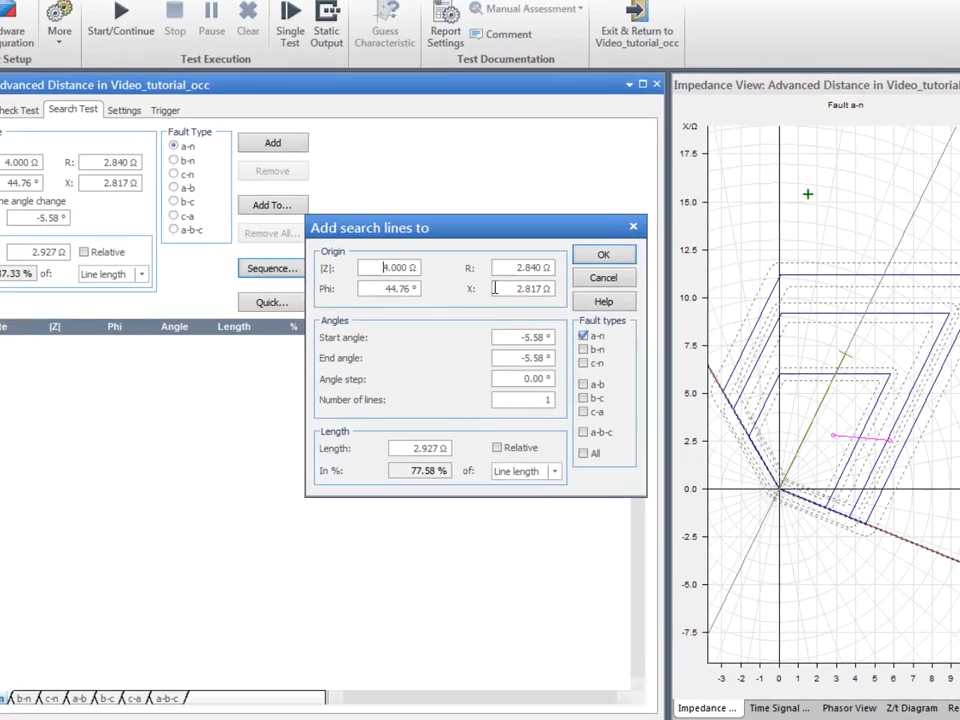 dware
figuration
Setup
More
Start/Continue
Stop
Pause
Clear
Test Execution
Single
Test
Static
Output
Guess
Characteristic
Report
Settings
Manual Assessment
Comment
Test Documentation
Exit & Return to
Video_tutorial_occ
dvanced Distance in Video_tutorial_occ
heck Test
Search Test
Settings
Trigger
4.000 Ω
R:
2.840 Ω
44.76 °
X:
2.817 Ω
ne angle change
-5.58 °
2.927 Ω
Relative
37.33 %
of:
Line length
Fault Type
a-n
b-n
c-n
a-b
b-c
c-a
a-b-c
Add
Remove
Add To...
Remove All...
Sequence...
Quick...
te
|Z|
Phi
Angle
Length
%
Add search lines to
Origin
|Z|:
4.000 Ω
R:
2.840 Ω
Phi:
44.76 °
X:
2.817 Ω
Angles
Start angle:
-5.58 °
End angle:
-5.58 °
Angle step:
0.00 °
Number of lines:
1
Length
Length:
2.927 Ω
Relative
In %:
77.58 %
of:
Line length
OK
Cancel
Help
Fault types
a-n
b-n
c-n
a-b
b-c
c-a
a-b-c
All
n
b-n
c-n
a-b
b-c
c-a
a-b-c
Impedance View: Advanced Distance in Video_tutorial
Fault a-n
X/Ω
17.5
15.0
12.5
10.0
7.5
5.0
2.5
0.0
-2.5
-5.0
-7.5
-3
-2
-1
0
1
2
3
4
5
6
7
8
9
Impedance ...
Time Signal ...
Phasor View
Z/t Diagram
Re